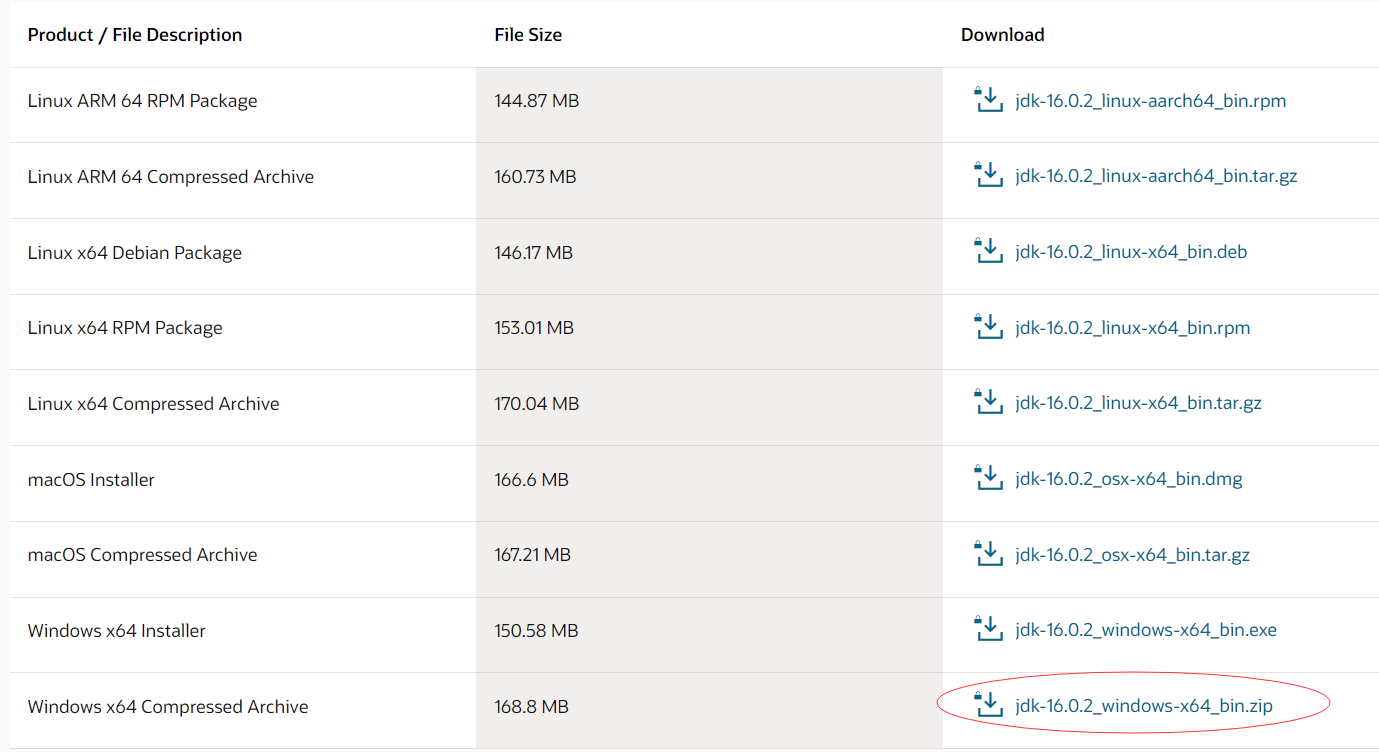 Product / File Description File Size Download
Linux ARM 64 RPM Package 144.87 MB jdk-16.0.2_linux-aarch64_bin.rpm
Linux ARM 64 Compressed Archive 160.73 MB jdk-16.0.2_linux-aarch64_bin.tar.gz
Linux x64 Debian Package 146.17 MB jdk-16.0.2_linux-x64_bin.deb
Linux x64 RPM Package 153.01 MB jdk-16.0.2_linux-x64_bin.rpm
Linux x64 Compressed Archive 170.04 MB jdk-16.0.2_linux-x64_bin.tar.gz
macOS Installer 166.6 MB jdk-16.0.2_osx-x64_bin.dmg
macOS Compressed Archive 167.21 MB jdk-16.0.2_osx-x64_bin.tar.gz
Windows x64 Installer 150.58 MB jdk-16.0.2_windows-x64_bin.exe
Windows x64 Compressed Archive 168.8 MB jdk-16.0.2_windows-x64_bin.zip